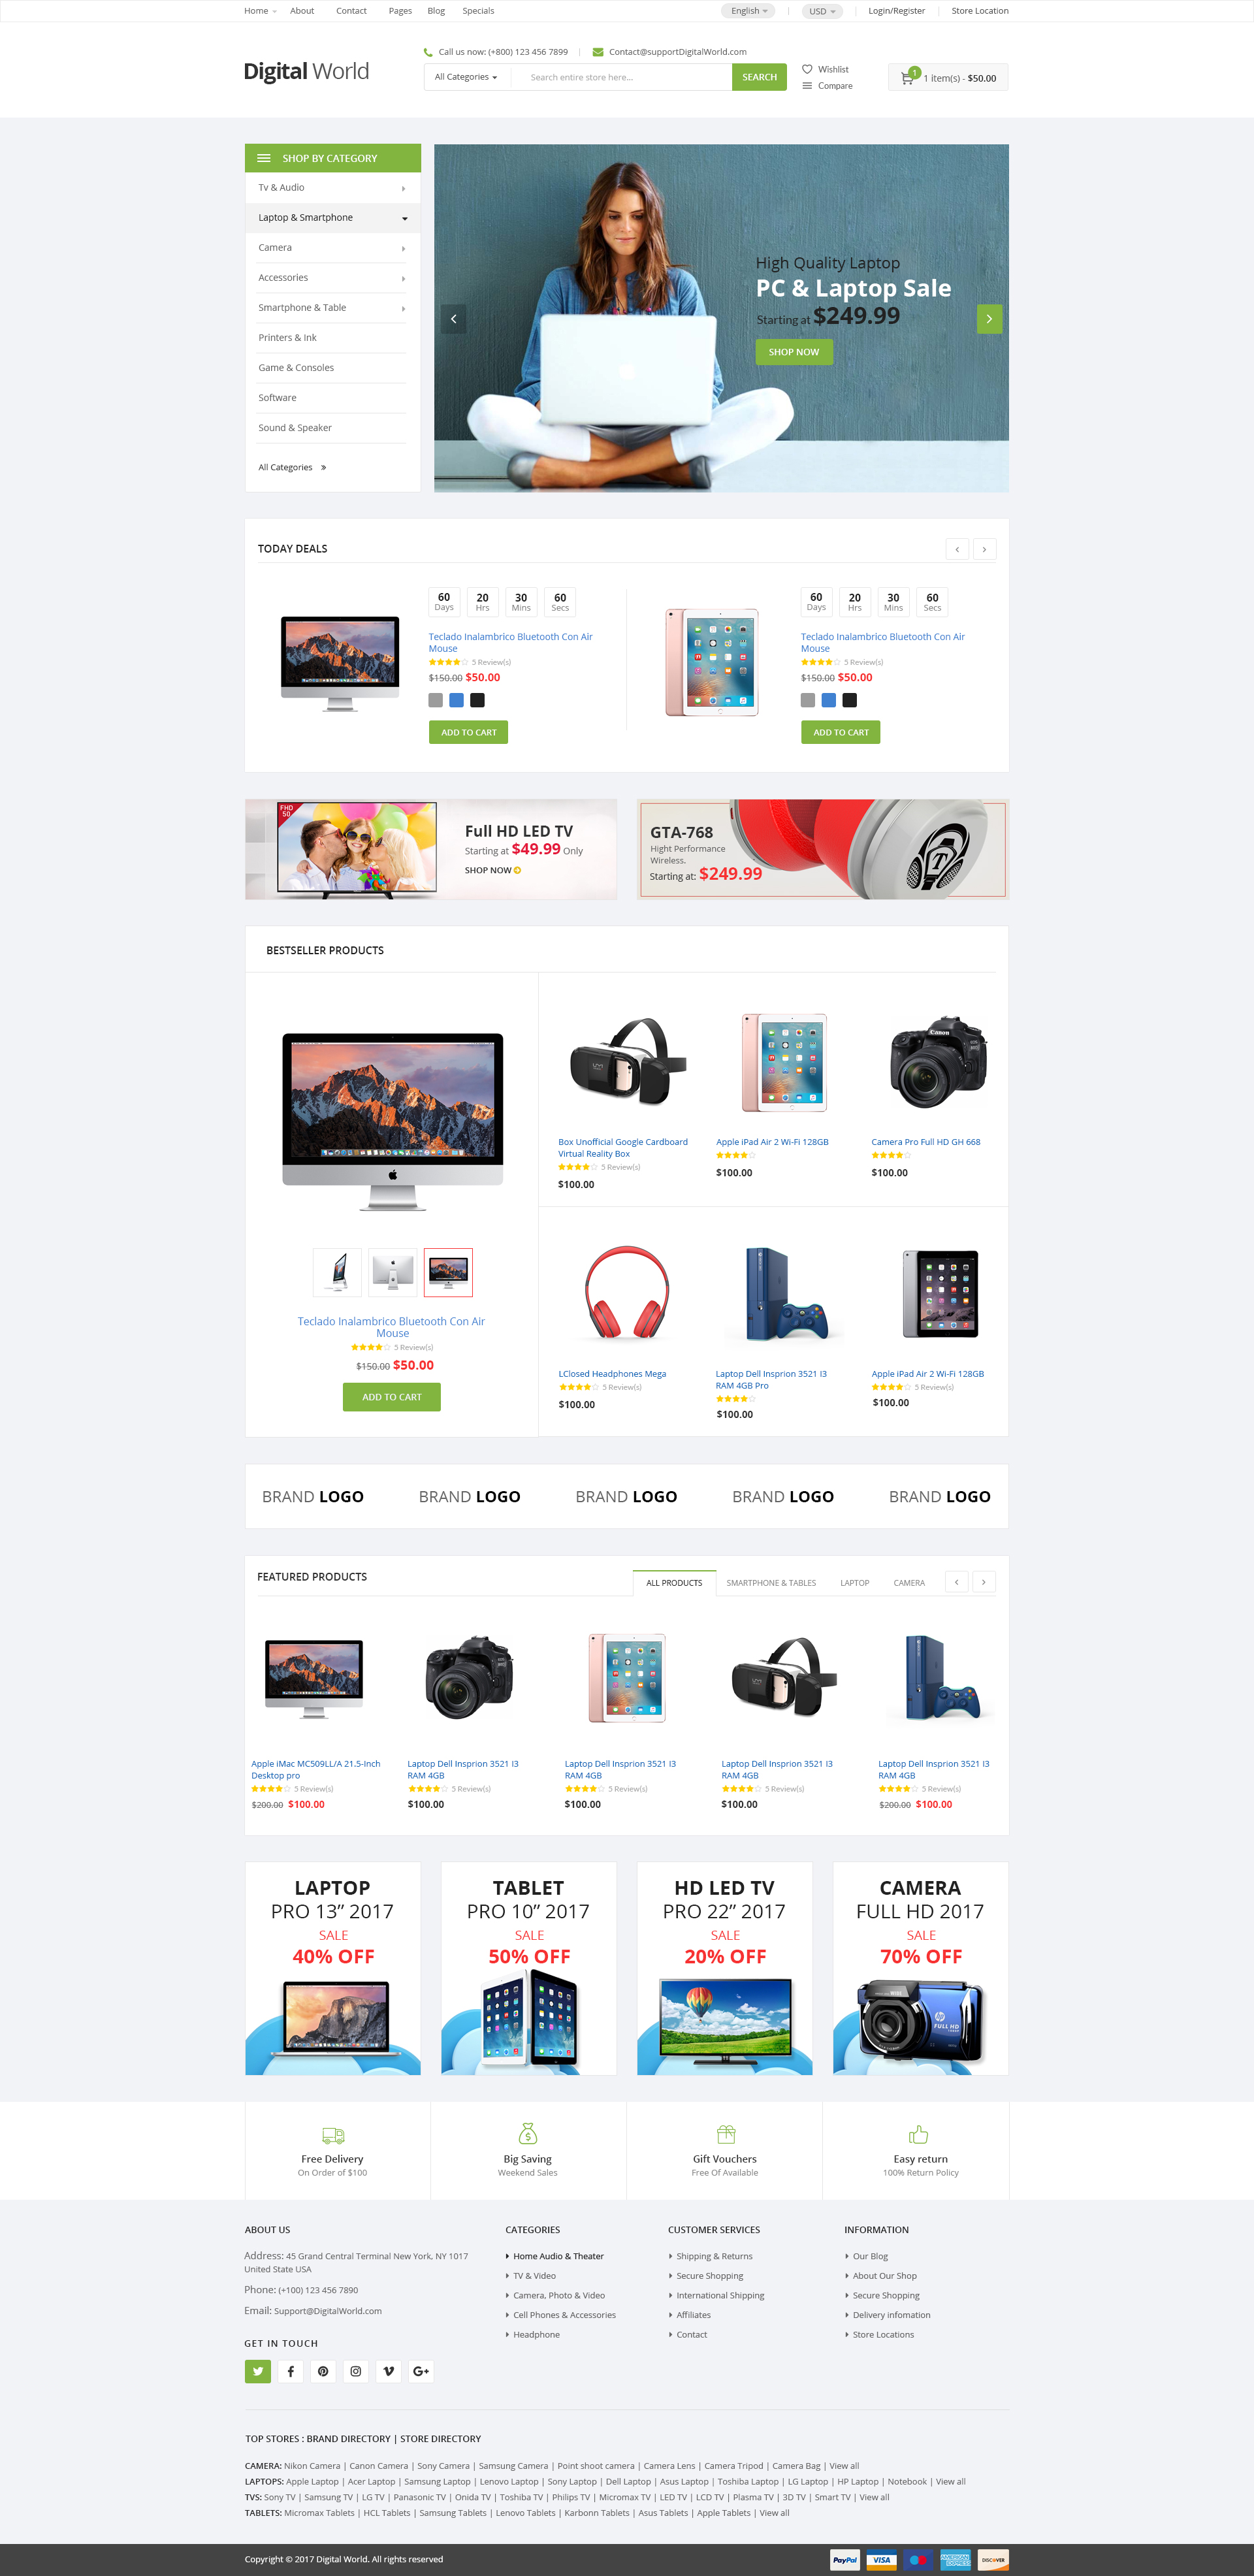 Home About Contact Pages Blog Specials English USD Login/Register Store Location
Call us now: (+800) 123 456 7899 Contact@supportDigitalWorld.com
Digital World
All Categories Search entire store here... SEARCH
Wishlist
Compare
1
1 item(s) - $50.00
SHOP BY CATEGORY
Tv & Audio
Laptop & Smartphone
Camera
Accessories
Smartphone & Table
Printers & Ink
Game & Consoles
Software
Sound & Speaker
All Categories »
High Quality Laptop
PC & Laptop Sale
Starting at $249.99
SHOP NOW
TODAY DEALS
60 20 30 60
Days Hrs Mins Secs
Teclado Inalambrico Bluetooth Con Air
Mouse
5 Review(s)
$150.00 $50.00
ADD TO CART
60 20 30 60
Days Hrs Mins Secs
Teclado Inalambrico Bluetooth Con Air
Mouse
5 Review(s)
$150.00 $50.00
ADD TO CART
FHD
50
Full HD LED TV
Starting at $49.99 Only
SHOP NOW
GTA-768
Hight Performance
Wireless.
Starting at: $249.99
BESTSELLER PRODUCTS
Teclado Inalambrico Bluetooth Con Air
Mouse
5 Review(s)
$150.00 $50.00
ADD TO CART
Canon
Box Unofficial Google Cardboard
Virtual Reality Box
5 Review(s)
$100.00
Apple iPad Air 2 Wi-Fi 128GB
$100.00
Camera Pro Full HD GH 668
$100.00
LClosed Headphones Mega
5 Review(s)
$100.00
Laptop Dell Insprion 3521 I3
RAM 4GB Pro
$100.00
Apple iPad Air 2 Wi-Fi 128GB
5 Review(s)
$100.00
BRAND LOGO BRAND LOGO BRAND LOGO BRAND LOGO BRAND LOGO
FEATURED PRODUCTS
ALL PRODUCTS SMARTPHONE & TABLES LAPTOP CAMERA
Apple iMac MC509LL/A 21.5-Inch
Desktop pro
5 Review(s)
$200.00 $100.00
Laptop Dell Insprion 3521 I3
RAM 4GB
5 Review(s)
$100.00
Laptop Dell Insprion 3521 I3
RAM 4GB
5 Review(s)
$100.00
Laptop Dell Insprion 3521 I3
RAM 4GB
5 Review(s)
$100.00
Laptop Dell Insprion 3521 I3
RAM 4GB
5 Review(s)
$200.00 $100.00
LAPTOP
PRO 13” 2017
SALE
40% OFF
TABLET
PRO 10” 2017
SALE
50% OFF
HD LED TV
PRO 22” 2017
SALE
20% OFF
CAMERA
FULL HD 2017
SALE
70% OFF
hp
FULL HD
Free Delivery
On Order of $100
Big Saving
Weekend Sales
Gift Vouchers
Free Of Available
Easy return
100% Return Policy
ABOUT US
Address: 45 Grand Central Terminal New York, NY 1017
United State USA
Phone: (+100) 123 456 7890
Email: Support@DigitalWorld.com
GET IN TOUCH
CATEGORIES
Home Audio & Theater
TV & Video
Camera, Photo & Video
Cell Phones & Accessories
Headphone
CUSTOMER SERVICES
Shipping & Returns
Secure Shopping
International Shipping
Affiliates
Contact
INFORMATION
Our Blog
About Our Shop
Secure Shopping
Delivery infomation
Store Locations
TOP STORES : BRAND DIRECTORY | STORE DIRECTORY
CAMERA: Nikon Camera | Canon Camera | Sony Camera | Samsung Camera | Point shoot camera | Camera Lens | Camera Tripod | Camera Bag | View all
LAPTOPS: Apple Laptop | Acer Laptop | Samsung Laptop | Lenovo Laptop | Sony Laptop | Dell Laptop | Asus Laptop | Toshiba Laptop | LG Laptop | HP Laptop | Notebook | View all
TVS: Sony TV | Samsung TV | LG TV | Panasonic TV | Onida TV | Toshiba TV | Philips TV | Micromax TV | LED TV | LCD TV | Plasma TV | 3D TV | Smart TV | View all
TABLETS: Micromax Tablets | HCL Tablets | Samsung Tablets | Lenovo Tablets | Karbonn Tablets | Asus Tablets | Apple Tablets | View all
Copyright © 2017 Digital World. All rights reserved
PayPal VISA AMERICAN EXPRESS DISCOVER